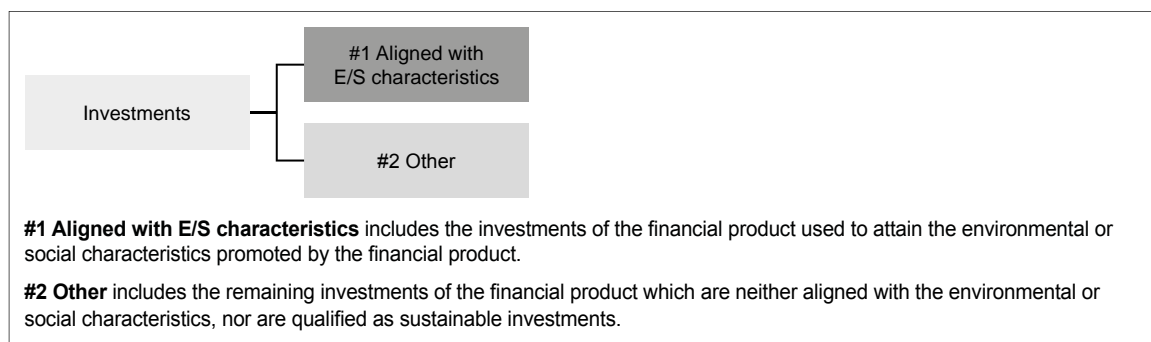 #1 Aligned with
E/S characteristics
Investments
#2 Other
#1 Aligned with E/S characteristics includes the investments of the financial product used to attain the environmental or
social characteristics promoted by the financial product.
#2 Other includes the remaining investments of the financial product which are neither aligned with the environmental or
social characteristics, nor are qualified as sustainable investments.